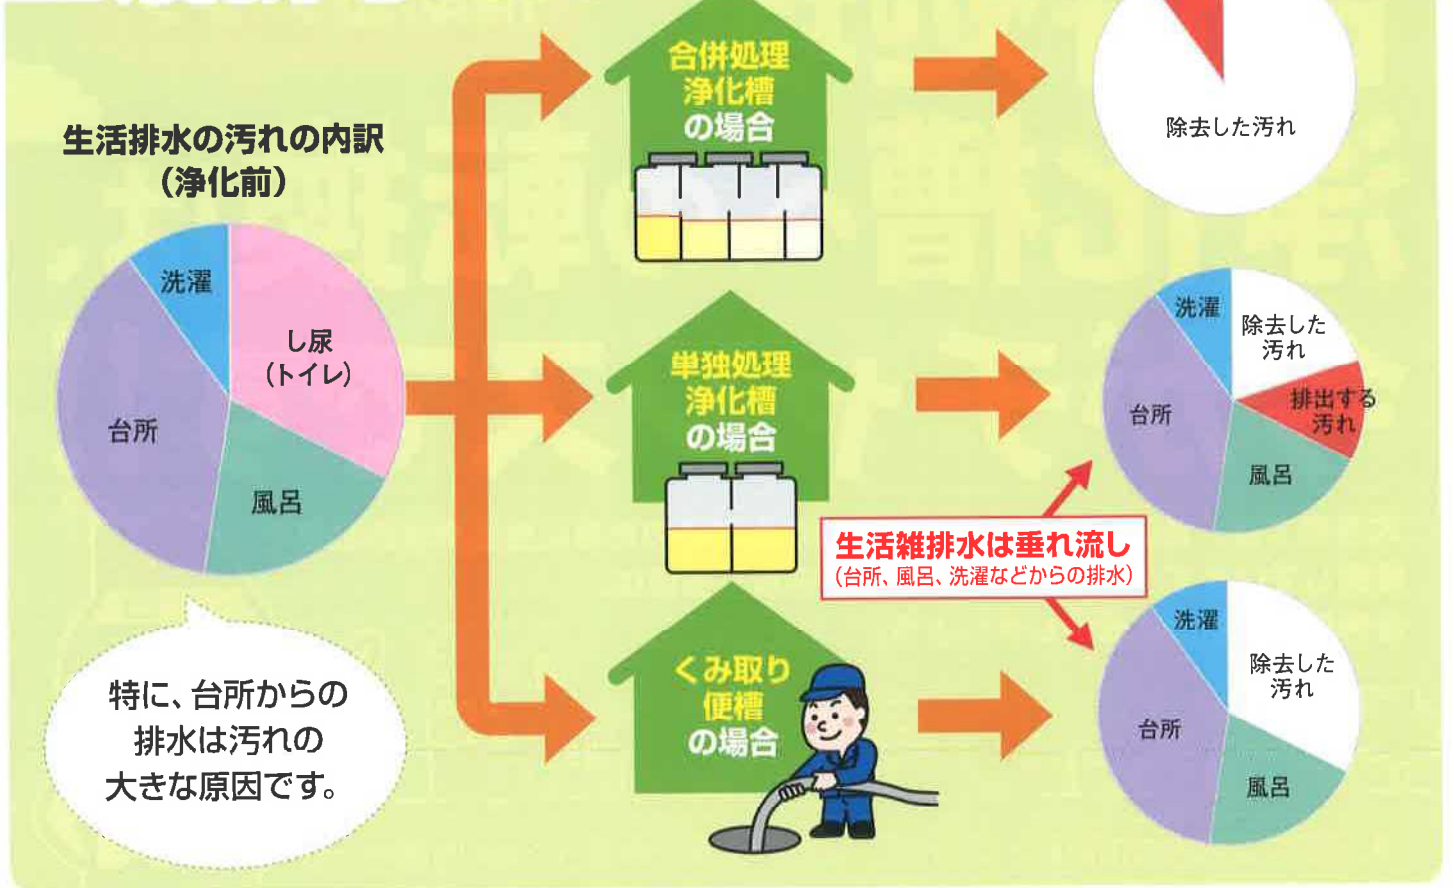 生活排水の汚れの内訳
（浄化前）
洗濯
し尿
（トイレ）
台所
風呂
特に、台所からの
排水は汚れの
大きな原因です。
合併処理
浄化槽
の場合
除去した汚れ
単独処理
浄化槽
の場合
洗濯
除去した
汚れ
排出する
汚れ
台所
風呂
生活雑排水は垂れ流し
（台所、風呂、洗濯などからの排水）
くみ取り
便槽
の場合
洗濯
除去した
汚れ
台所
風呂